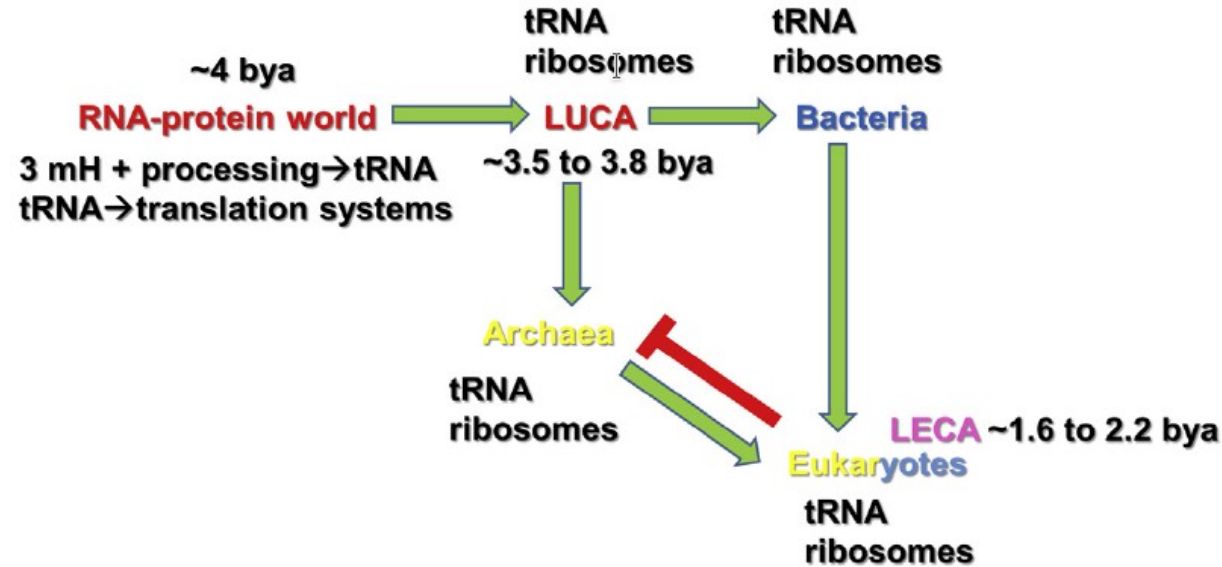 ~4 bya
RNA-protein world
3 mH + processing→tRNA
tRNA→translation systems
tRNA
ribosomes
LUCA
~3.5 to 3.8 bya
tRNA
ribosomes
Bacteria
Archaea
tRNA
ribosomes
LECA ~1.6 to 2.2 bya
Eukaryotes
tRNA
ribosomes